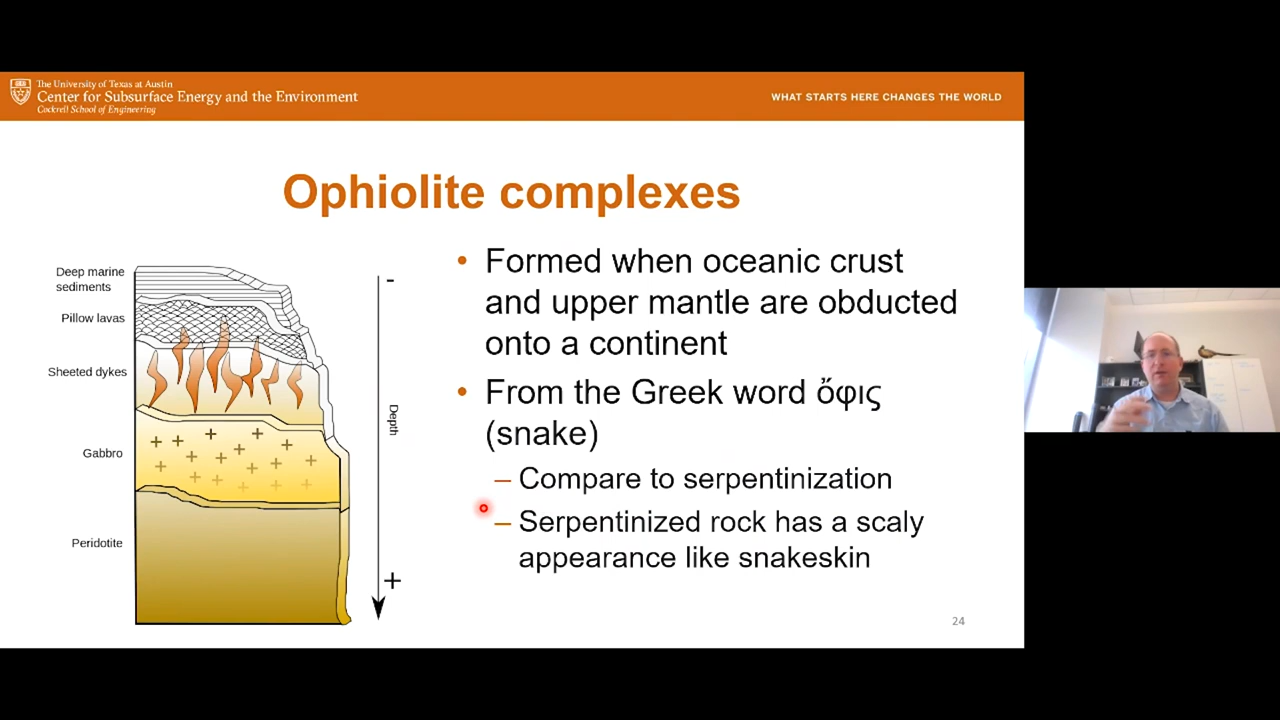 The University of Texas at Austin
Center for Subsurface Energy and the Environment
Cockrell School of Engineering
WHAT STARTS HERE CHANGES THE WORLD
Ophiolite complexes
Deep marine
sediments
Pillow lavas
Sheeted dykes
Gabbro
Peridotite
-
Depth
+
• Formed when oceanic crust
and upper mantle are obducted
onto a continent
• From the Greek word ὄφις
(snake)
– Compare to serpentinization
– Serpentinized rock has a scaly
appearance like snakeskin
24